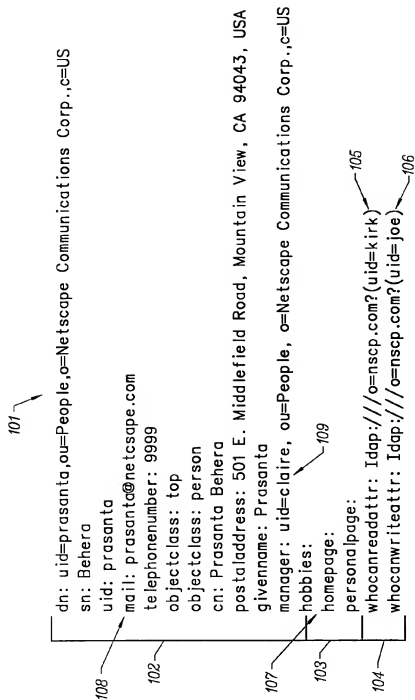 101
dn: uid=prasanta,ou=People,o=Netscape Communications Corp.,c=US
sn: Behera
uid: prasanta
108
mail: prasanta@netcsape.com
telephonenumber: 9999
102
objectclass: top
objectclass: person
cn: Prasanta Behera
postaladdress: 501 E. Middlefield Road, Mountain View, CA 94043, USA
givenname: Prasanta
manager: uid=claire, ou=People, o=Netscape Communications Corp.,c=US
109
107
hobbies:
homepage:
103
personalpage:
whocanreadattr: ldap:///o=nscp.com?(uid=kirk) 105
104
whocanwriteattr: ldap:///o=nscp.com?(uid=joe) 106